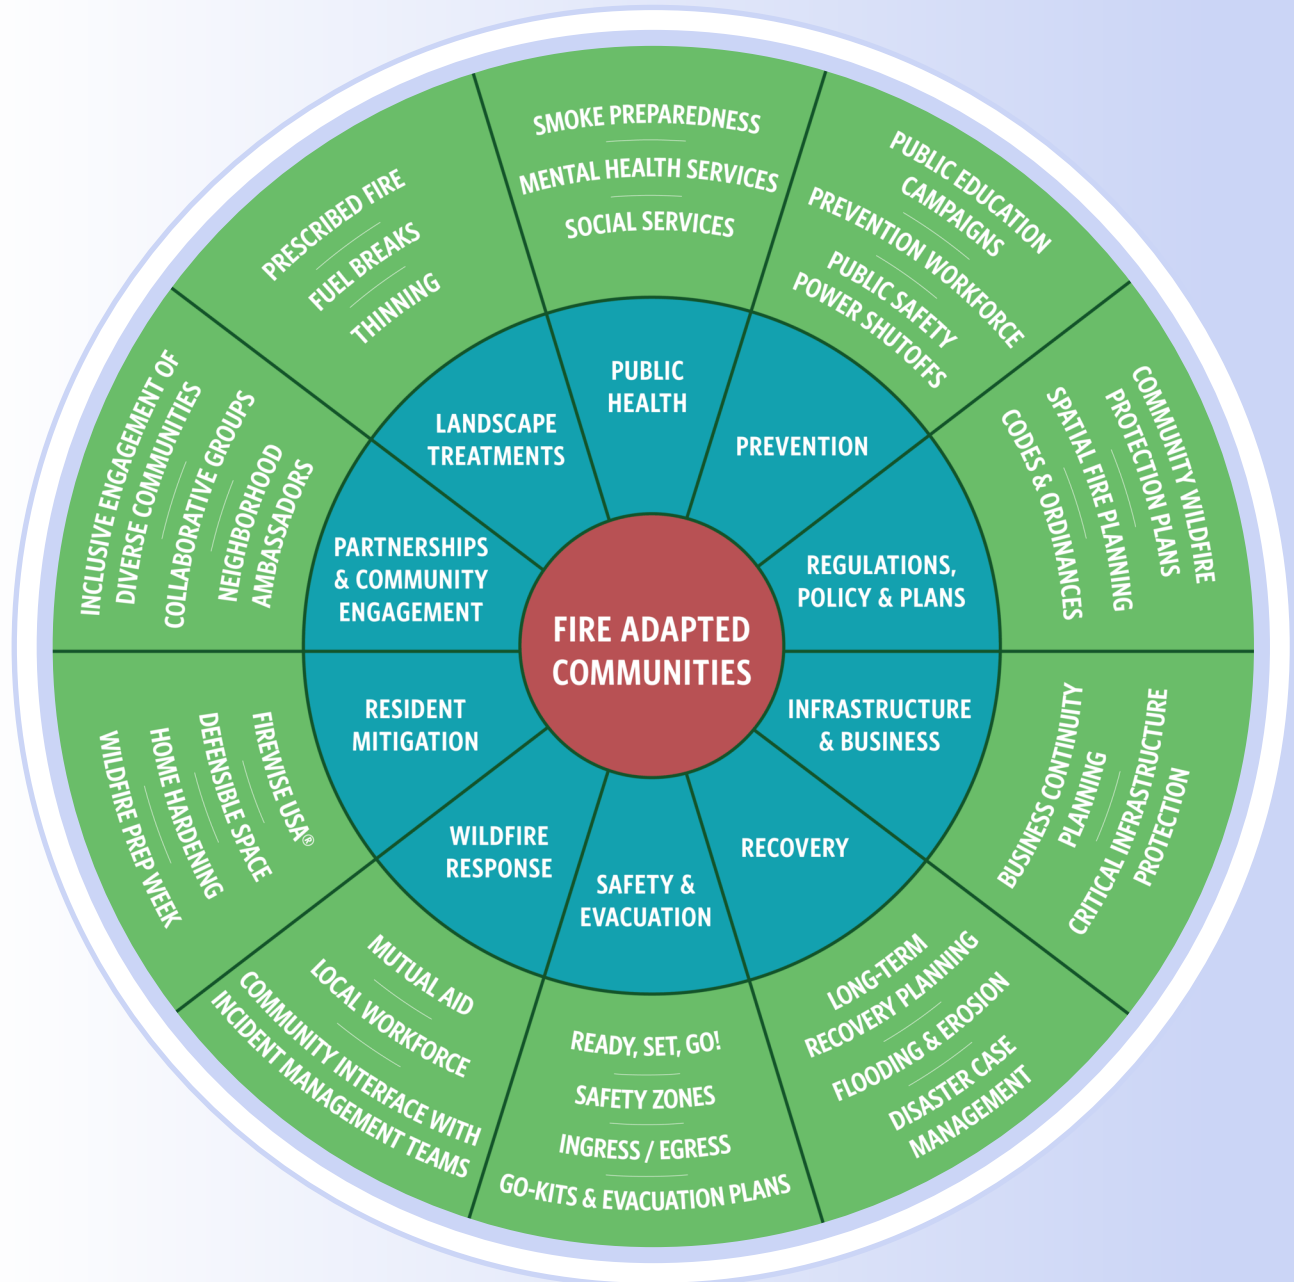 FIRE ADAPTED
COMMUNITIES
PUBLIC
HEALTH
SMOKE PREPAREDNESS
MENTAL HEALTH SERVICES
SOCIAL SERVICES
PREVENTION
PUBLIC EDUCATION
CAMPAIGNS
PREVENTION WORKFORCE
PUBLIC SAFETY
POWER SHUTOFFS
REGULATIONS,
POLICY & PLANS
COMMUNITY WILDFIRE
PROTECTION PLANS
SPATIAL FIRE PLANNING
CODES & ORDINANCES
INFRASTRUCTURE
& BUSINESS
BUSINESS CONTINUITY
PLANNING
CRITICAL INFRASTRUCTURE
PROTECTION
RECOVERY
LONG-TERM
RECOVERY PLANNING
FLOODING & EROSION
DISASTER CASE
MANAGEMENT
SAFETY &
EVACUATION
READY, SET, GO!
SAFETY ZONES
INGRESS / EGRESS
GO-KITS & EVACUATION PLANS
WILDFIRE
RESPONSE
MUTUAL AID
LOCAL WORKFORCE
COMMUNITY INTERFACE WITH
INCIDENT MANAGEMENT TEAMS
RESIDENT
MITIGATION
FIREWISE USA®
DEFENSIBLE SPACE
HOME HARDENING
WILDFIRE PREP WEEK
PARTNERSHIPS
& COMMUNITY
ENGAGEMENT
INCLUSIVE ENGAGEMENT OF
DIVERSE COMMUNITIES
COLLABORATIVE GROUPS
NEIGHBORHOOD
AMBASSADORS
LANDSCAPE
TREATMENTS
PRESCRIBED FIRE
FUEL BREAKS
THINNING